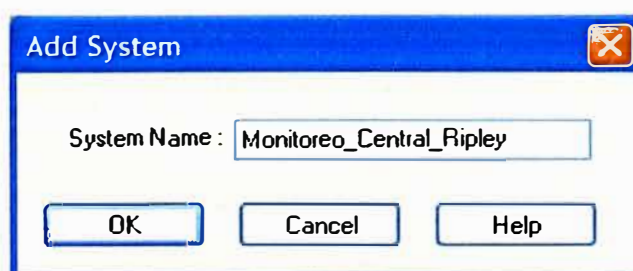 Add System
System Name : Monitoreo_Central_Ripley
OK Cancel Help